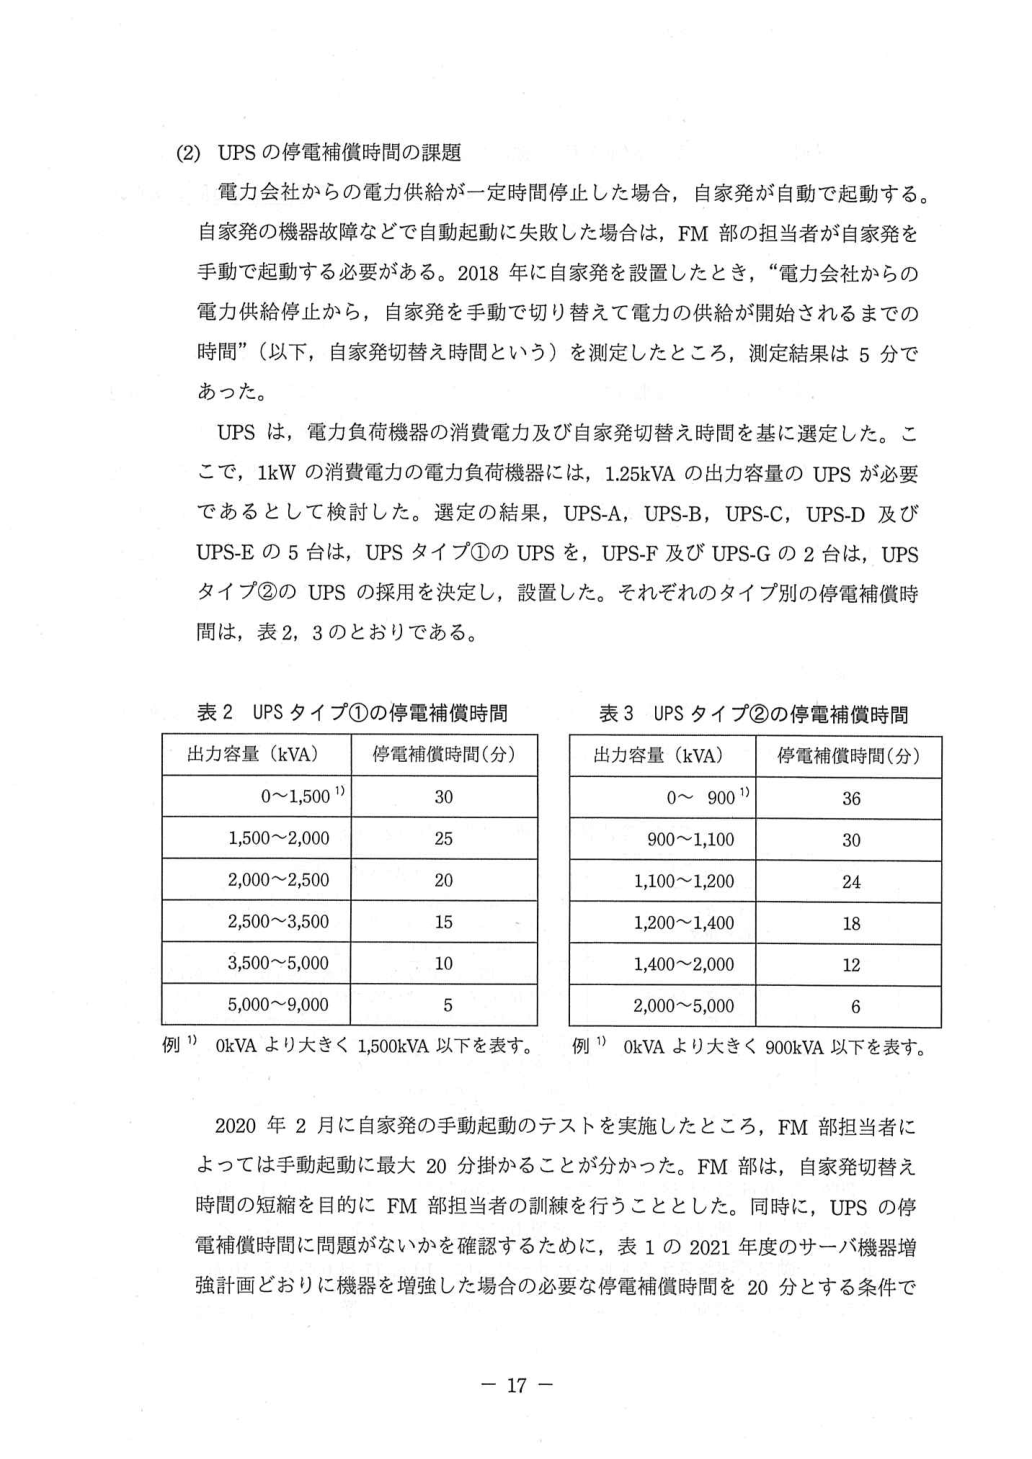 (2) UPS の停電補償時間の課題
電力会社からの電力供給が一定時間停止した場合，自家発が自動で起動する。
自家発の機器故障などで自動起動に失敗した場合は，FM 部の担当者が自家発を
手動で起動する必要がある。2018 年に自家発を設置したとき，“電力会社からの
電力供給停止から，自家発を手動で切り替えて電力の供給が開始されるまでの
時間”（以下，自家発切替え時間という）を測定したところ，測定結果は 5 分で
あった。
UPS は，電力負荷機器の消費電力及び自家発切替え時間を基に選定した。こ
こで，1kW の消費電力の電力負荷機器には，1.25kVA の出力容量の UPS が必要
であるとして検討した。選定の結果，UPS-A，UPS-B，UPS-C，UPS-D 及び
UPS-E の 5 台は，UPS タイプ①の UPS を，UPS-F 及び UPS-G の 2 台は，UPS
タイプ②の UPS の採用を決定し，設置した。それぞれのタイプ別の停電補償時
間は，表 2，3 のとおりである。
表 2 UPS タイプ①の停電補償時間
出力容量（kVA） 停電補償時間（分）
0～1,500 1) 30
1,500～2,000 25
2,000～2,500 20
2,500～3,500 15
3,500～5,000 10
5,000～9,000 5
例 1) 0kVA より大きく 1,500kVA 以下を表す。
表 3 UPS タイプ②の停電補償時間
出力容量（kVA） 停電補償時間（分）
0～ 900 1) 36
900～1,100 30
1,100～1,200 24
1,200～1,400 18
1,400～2,000 12
2,000～5,000 6
例 1) 0kVA より大きく 900kVA 以下を表す。
2020 年 2 月に自家発の手動起動のテストを実施したところ，FM 部担当者に
よっては手動起動に最大 20 分掛かることが分かった。FM 部は，自家発切替え
時間の短縮を目的に FM 部担当者の訓練を行うこととした。同時に，UPS の停
電補償時間に問題がないかを確認するために，表 1 の 2021 年度のサーバ機器増
強計画どおりに機器を増強した場合の必要な停電補償時間を 20 分とする条件で
－ 17 －